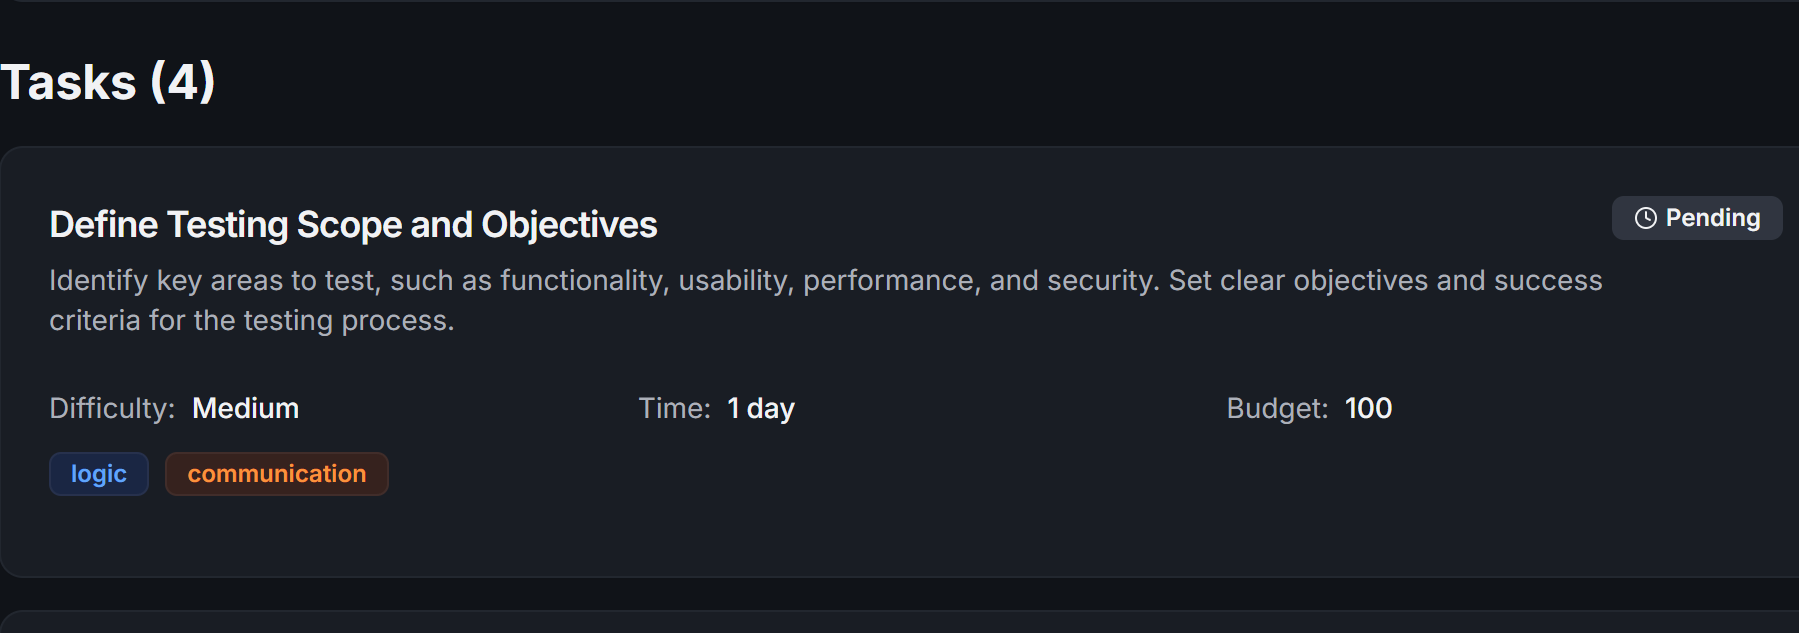 Tasks (4)
Define Testing Scope and Objectives
Pending
Identify key areas to test, such as functionality, usability, performance, and security. Set clear objectives and success
criteria for the testing process.
Difficulty: Medium
Time: 1 day
Budget: 100
logic
communication